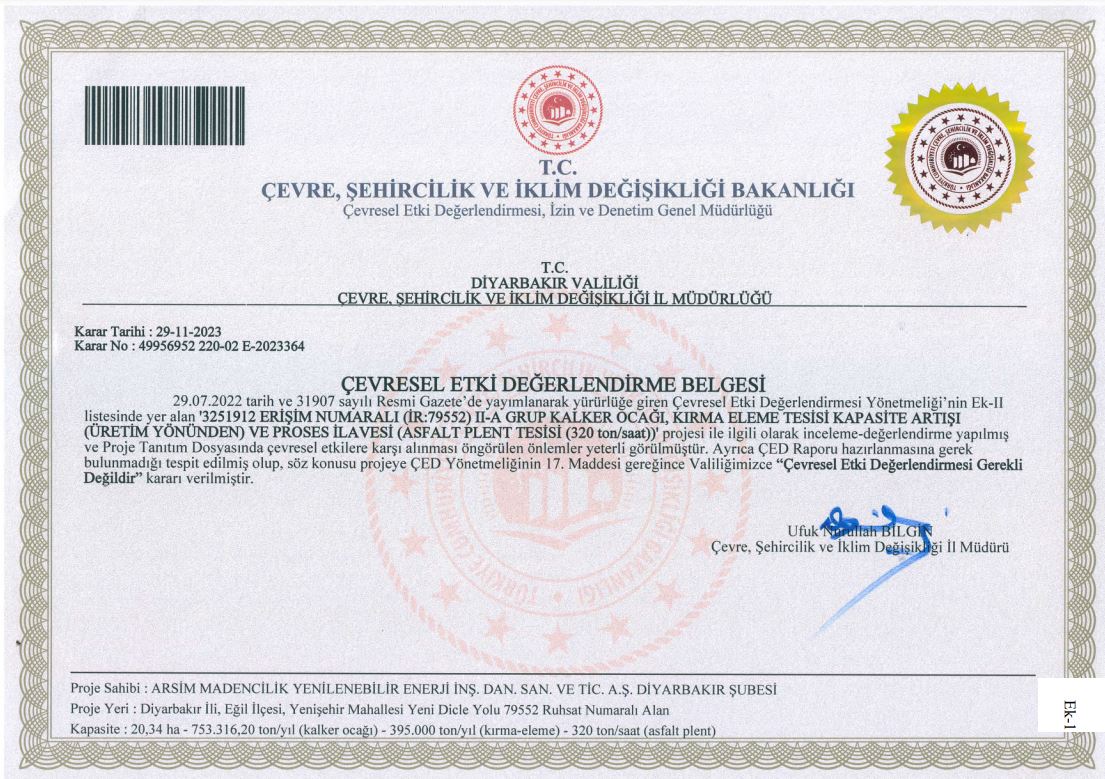 T.C.
ÇEVRE, ŞEHİRCİLİK VE İKLİM DEĞİŞİKLİĞİ BAKANLIĞI
Çevresel Etki Değerlendirmesi, İzin ve Denetim Genel Müdürlüğü
T.C.
DİYARBAKIR VALİLİĞİ
ÇEVRE, ŞEHİRCİLİK VE İKLİM DEĞİŞİKLİĞİ İL MÜDÜRLÜĞÜ
Karar Tarihi : 29-11-2023
Karar No : 49956952 220-02 E-2023364
ÇEVRESEL ETKİ DEĞERLENDİRME BELGESİ
29.07.2022 tarih ve 31907 sayılı Resmi Gazete’de yayımlanarak yürürlüğe giren Çevresel Etki Değerlendirmesi Yönetmeliği’nin Ek-II
listesinde yer alan '3251912 ERİŞİM NUMARALI (İR:79552) II-A GRUP KALKER OCAĞI, KIRMA ELEME TESİSİ KAPASİTE ARTIŞI
(ÜRETİM YÖNÜNDEN) VE PROSES İLAVESİ (ASFALT PLENT TESİSİ (320 ton/saat))' projesi ile ilgili olarak inceleme-değerlendirme yapılmış
ve Proje Tanıtım Dosyasında çevresel etkilere karşı alınması öngörülen önlemler yeterli görülmüştür. Ayrıca ÇED Raporu hazırlanmasına gerek
bulunmadığı tespit edilmiş olup, söz konusu projeye ÇED Yönetmeliğinin 17. Maddesi gereğince Valiliğimizce “Çevresel Etki Değerlendirmesi Gerekli
Değildir” kararı verilmiştir.
Ufuk Nurullah BİLGİN
Çevre, Şehircilik ve İklim Değişikliği İl Müdürü
Proje Sahibi : ARSİM MADENCİLİK YENİLENEBİLİR ENERJİ İNŞ. DAN. SAN. VE TİC. A.Ş. DİYARBAKIR ŞUBESİ
Proje Yeri : Diyarbakır İli, Eğil İlçesi, Yenişehir Mahallesi Yeni Dicle Yolu 79552 Ruhsat Numaralı Alan
Kapasite : 20,34 ha - 753.316,20 ton/yıl (kalker ocağı) - 395.000 ton/yıl (kırma-eleme) - 320 ton/saat (asfalt plent)
Ek-1